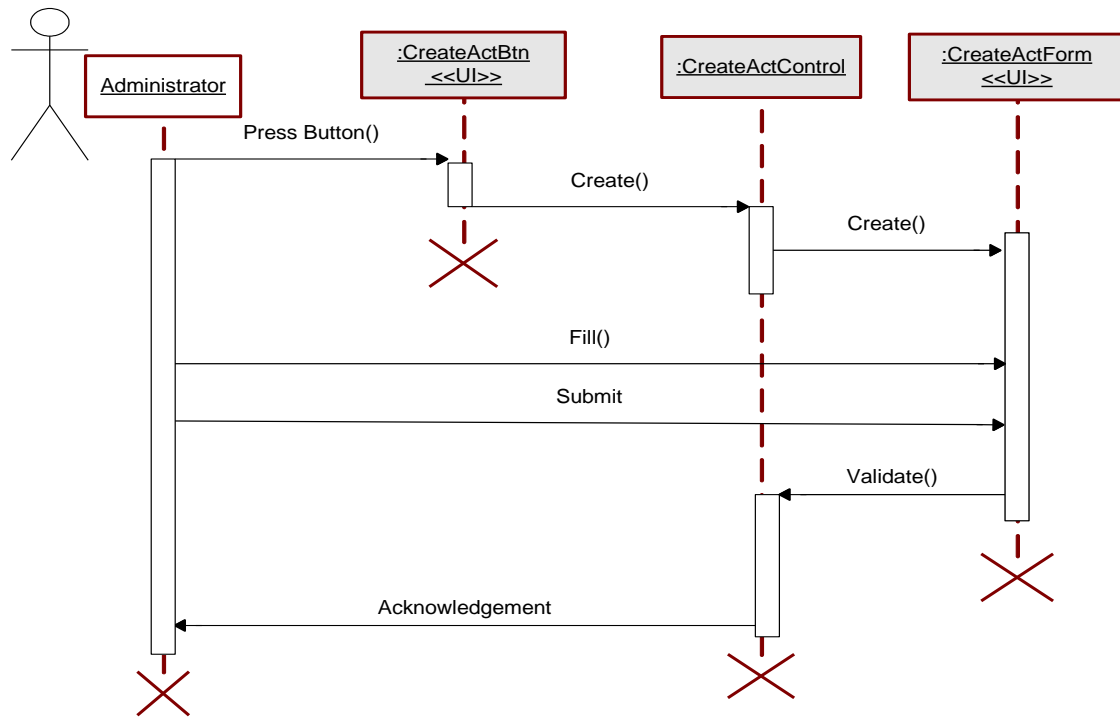 Administrator
:CreateActBtn
<<UI>>
:CreateActControl
:CreateActForm
<<UI>>
Press Button()
Create()
Create()
Fill()
Submit
Validate()
Acknowledgement